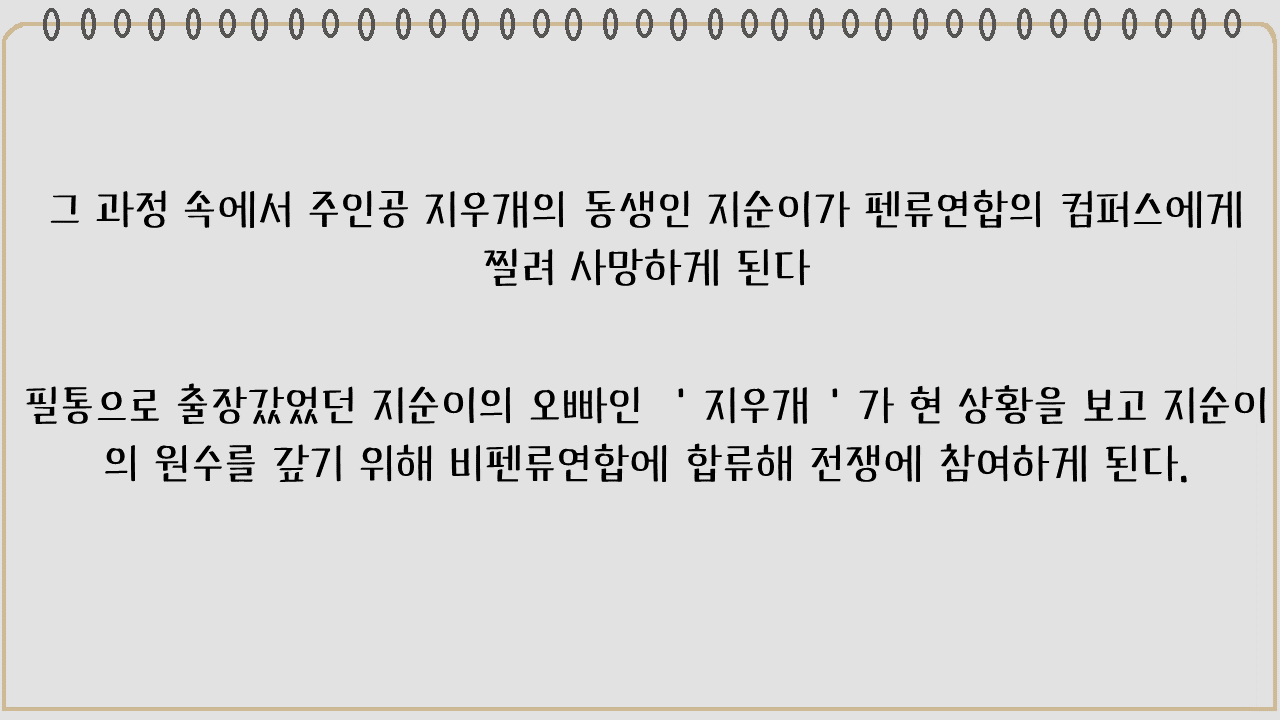 그 과정 속에서 주인공 지우개의 동생인 지순이가 펜류연합의 컴퍼스에게
찔려 사망하게 된다
필통으로 출장갔었던 지순이의 오빠인 ' 지우개 ' 가 현 상황을 보고 지순이
의 원수를 갚기 위해 비펜류연합에 합류해 전쟁에 참여하게 된다.